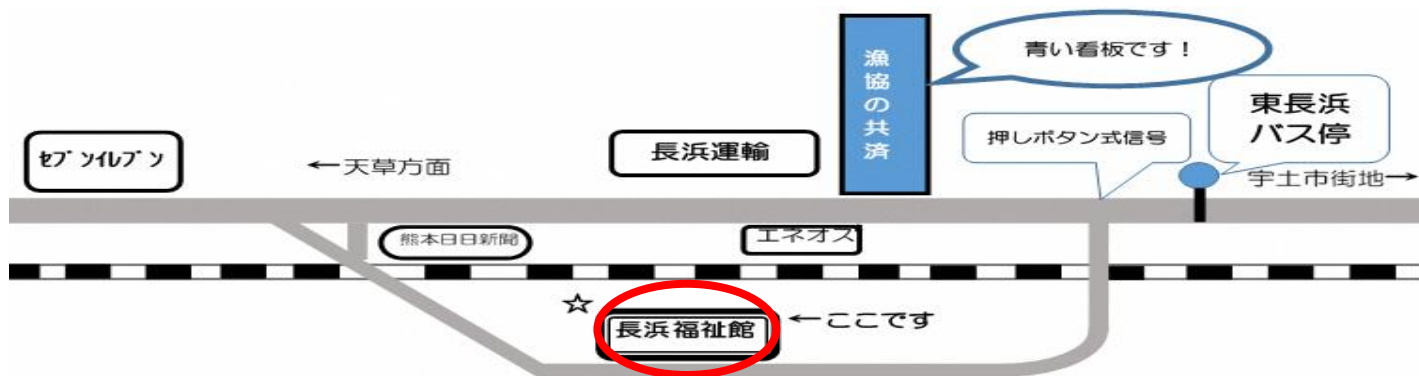 漁協の共済
青い看板です！
東長浜
バス停
押しボタン式信号
ｾﾌﾞﾝｲﾚﾌﾞﾝ
←天草方面
長浜運輸
宇土市街地→
熊本日日新聞
エネオス
☆
長浜福祉館
←ここです